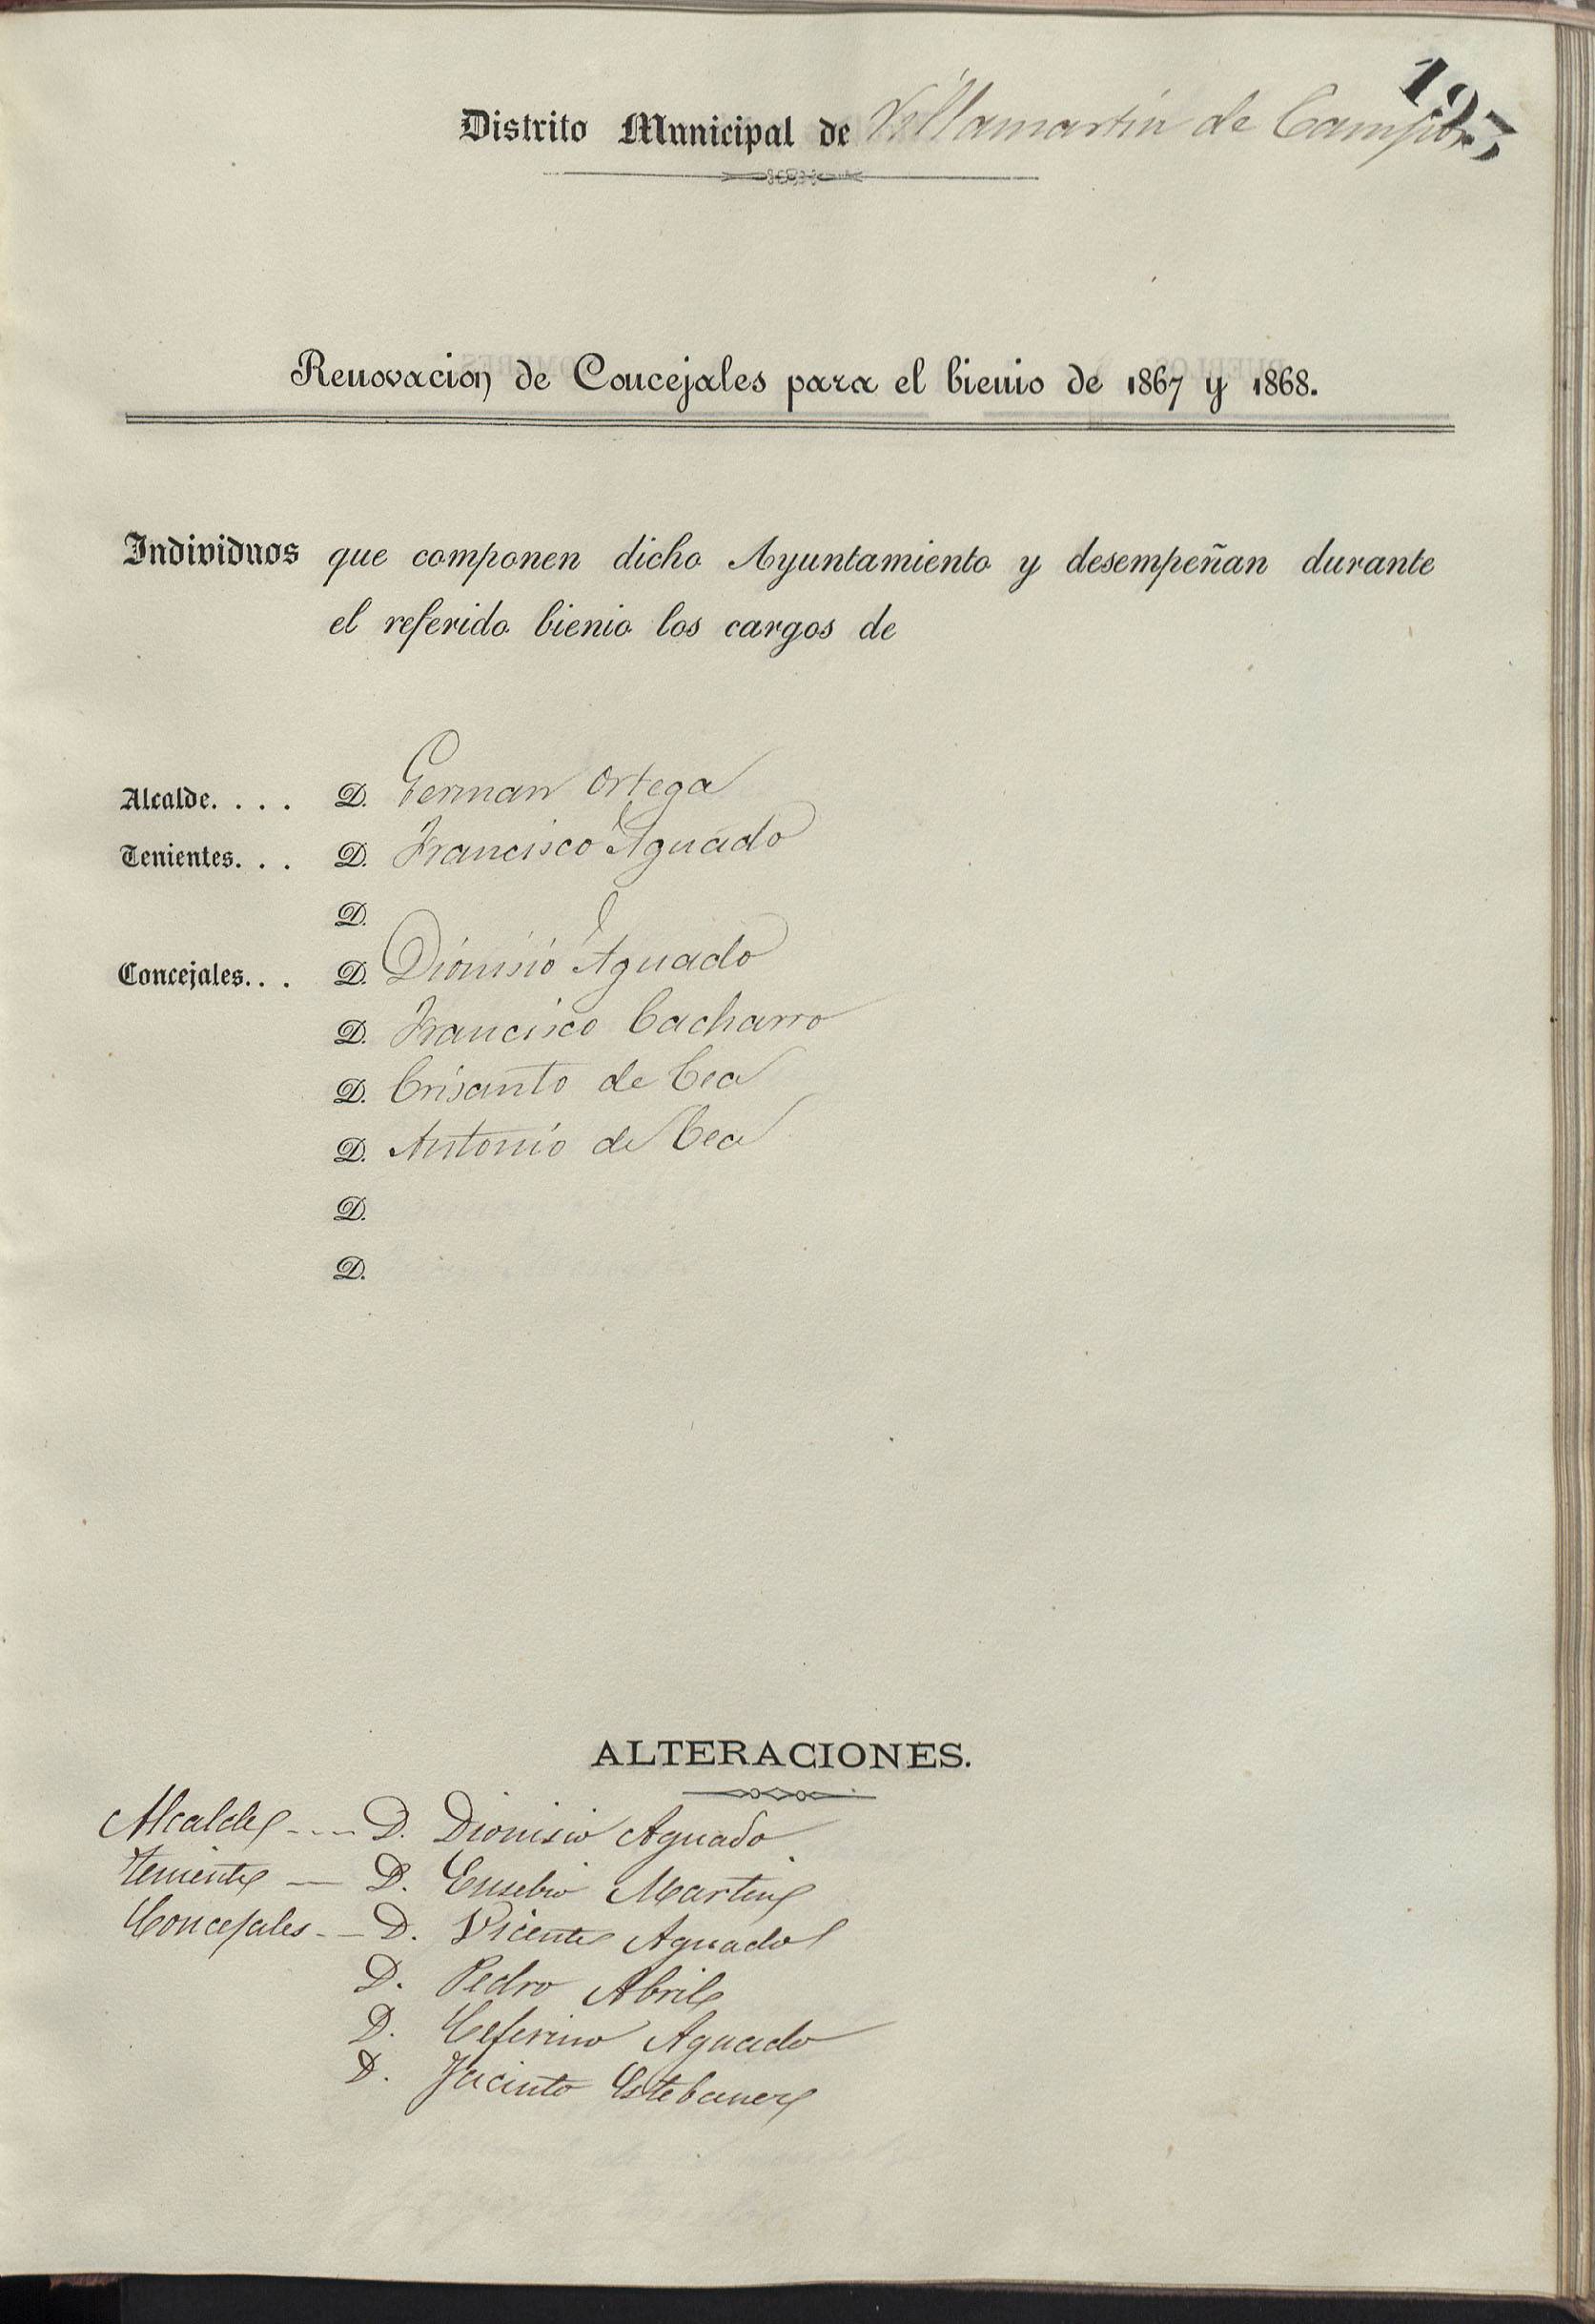 197
Distrito Municipal de Villamartin de Campos
Renovacion de Concejales para el bienio de 1867 y 1868.
Individuos que componen dicho Ayuntamiento y desempeñan durante
el referido bienio los cargos de
Alcalde. . . . D. German Ortega
Tenientes. . . D. Francisco Aguado
D.
Concejales. . . D. Dionisio Aguado
D. Francisco Cacharro
D. Crisanto de Cea
D. Antonio de Cea
D.
D.
ALTERACIONES.
Alcalde - - - D. Dionisio Aguado
Teniente — D. Eusebio Martin
Concejales - — D. Vicente Aguado
D. Pedro Abril
D. Ceferino Aguado
D. Jacinto Estebanez